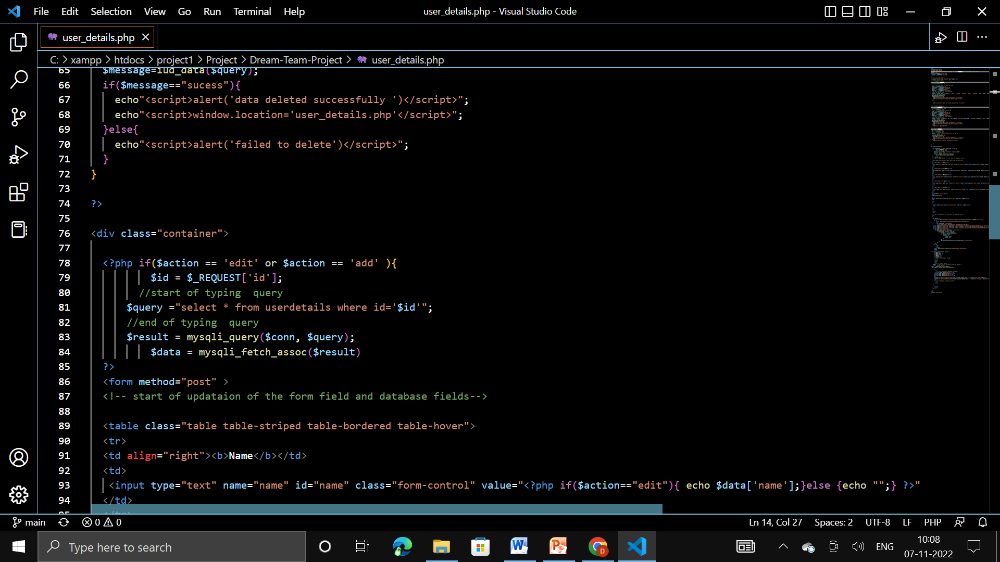 File Edit Selection View Go Run Terminal Help user_details.php - Visual Studio Code
user_details.php
C: > xampp > htdocs > project1 > Project > Dream-Team-Project > user_details.php
65 $message=iud_data($query);
66 if($message=="sucess"){
67 echo"<script>alert('data deleted successfully ')</script>";
68 echo"<script>window.location='user_details.php'</script>";
69 }else{
70 echo"<script>alert('failed to delete')</script>";
71 }
72 }
73
74 ?>
75
76 <div class="container">
77
78 <?php if($action == 'edit' or $action == 'add' ){
79 $id = $_REQUEST['id'];
80 //start of typing  query
81 $query ="select * from userdetails where id='$id'";
82 //end of typing  query
83 $result = mysqli_query($conn, $query);
84 $data = mysqli_fetch_assoc($result)
85 ?>
86 <form method="post" >
87 <!-- start of updataion of the form field and database fields-->
88
89 <table class="table table-striped table-bordered table-hover">
90 <tr>
91 <td align="right"><b>Name</b></td>
92 <td>
93 <input type="text" name="name" id="name" class="form-control" value="<?php if($action=="edit"){ echo $data['name'];}else {echo "";} ?>"
94 </td>
95 </tr>
main 0 0 Ln 14, Col 27 Spaces: 2 UTF-8 LF PHP
Type here to search ENG 10:08
07-11-2022